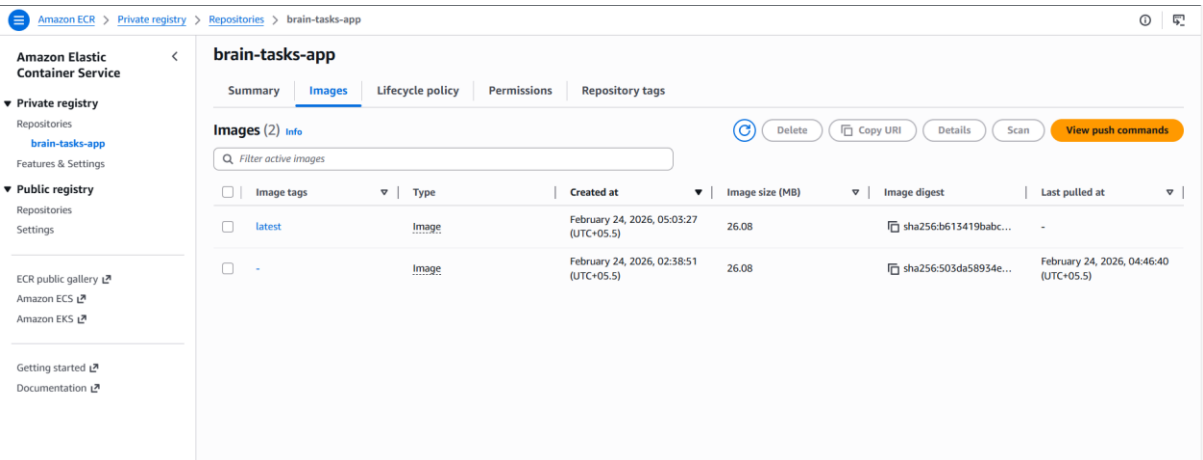 Amazon ECR > Private registry > Repositories > brain-tasks-app
Amazon Elastic
Container Service
Private registry
Repositories
brain-tasks-app
Features & Settings
Public registry
Repositories
Settings
ECR public gallery
Amazon ECS
Amazon EKS
Getting started
Documentation
brain-tasks-app
Summary Images Lifecycle policy Permissions Repository tags
Images (2) Info Delete Copy URI Details Scan View push commands
Filter active images
Image tags Type Created at Image size (MB) Image digest Last pulled at
latest Image February 24, 2026, 05:03:27 (UTC+05.5) 26.08 sha256:b613419babc... -
- Image February 24, 2026, 02:38:51 (UTC+05.5) 26.08 sha256:503da58934e... February 24, 2026, 04:46:40 (UTC+05.5)